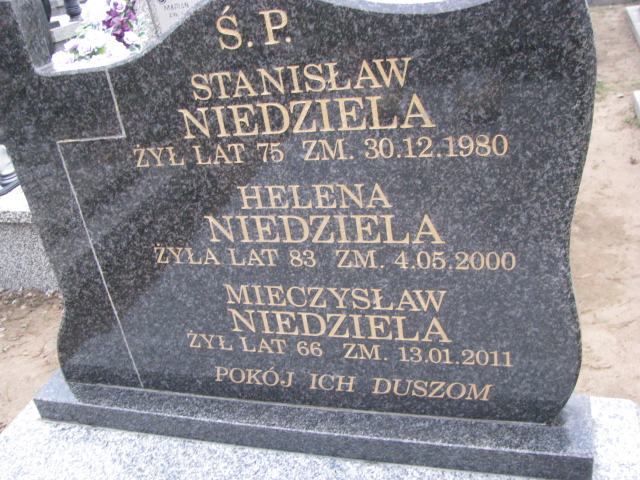 Ś.P.
STANISŁAW
NIEDZIELA
ŻYŁ LAT 75 ZM. 30.12.1980
HELENA
NIEDZIELA
ŻYŁA LAT 83 ZM. 4.05.2000
MIECZYSŁAW
NIEDZIELA
ŻYŁ LAT 66 ZM. 13.01.2011
POKÓJ ICH DUSZOM